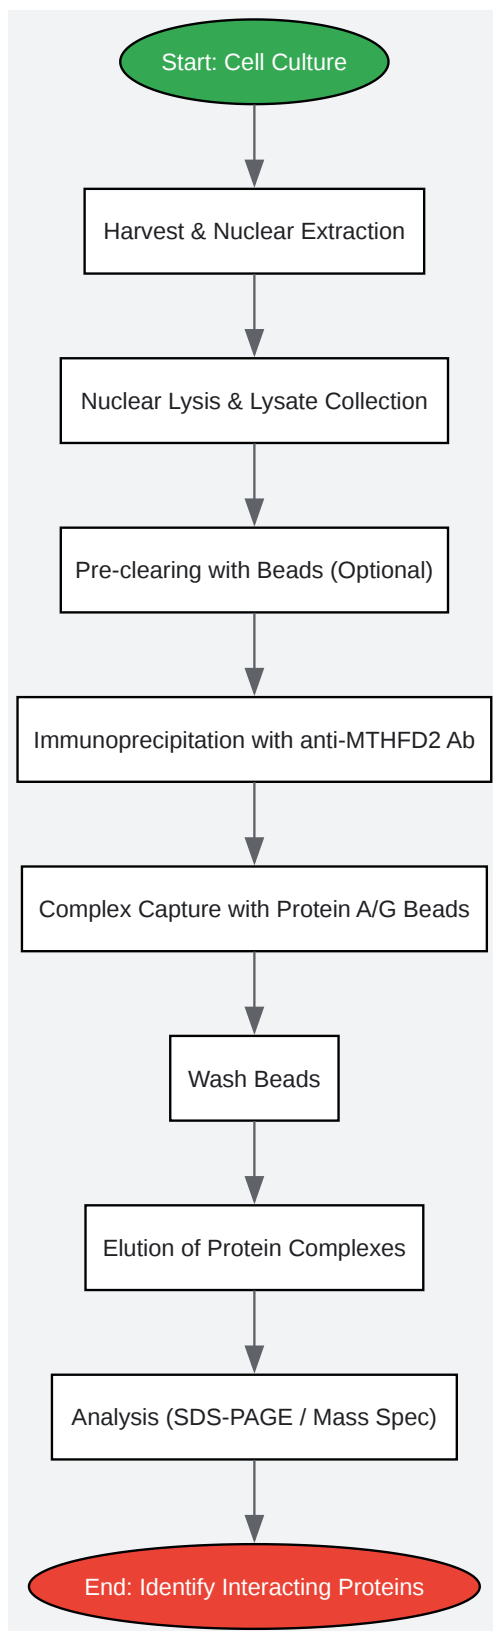 Start: Cell Culture
Harvest & Nuclear Extraction
Nuclear Lysis & Lysate Collection
Pre-clearing with Beads (Optional)
Immunoprecipitation with anti-MTHFD2 Ab
Complex Capture with Protein A/G Beads
Wash Beads
Elution of Protein Complexes
Analysis (SDS-PAGE / Mass Spec)
End: Identify Interacting Proteins